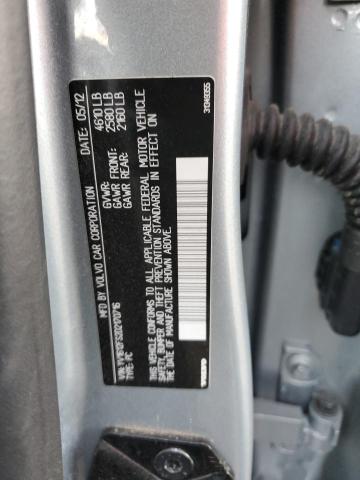 MFD BY VOLVO CAR CORPORATION DATE: 05/12
GVWR: 4610 LB
GAWR FRONT: 2580 LB
GAWR REAR: 2160 LB
THIS VEHICLE CONFORMS TO ALL APPLICABLE FEDERAL MOTOR VEHICLE
SAFETY, BUMPER AND THEFT PREVENTION STANDARDS IN EFFECT ON
THE DATE OF MANUFACTURE SHOWN ABOVE.
VIN:
TYPE: PC
VOLVO